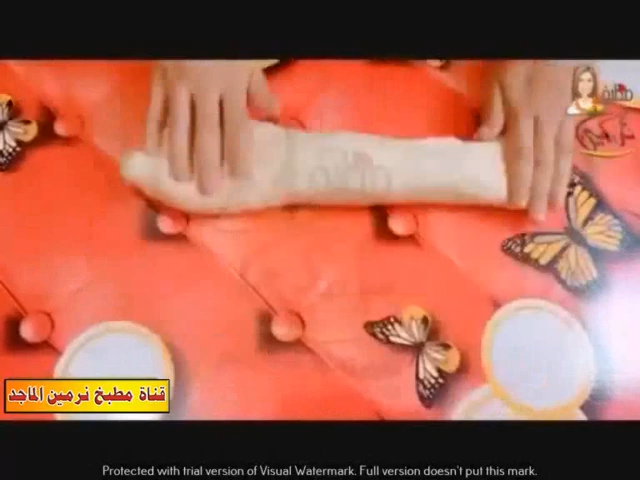 قناة مطبخ نرمين الماجد
Protected with trial version of Visual Watermark. Full version doesn't put this mark.